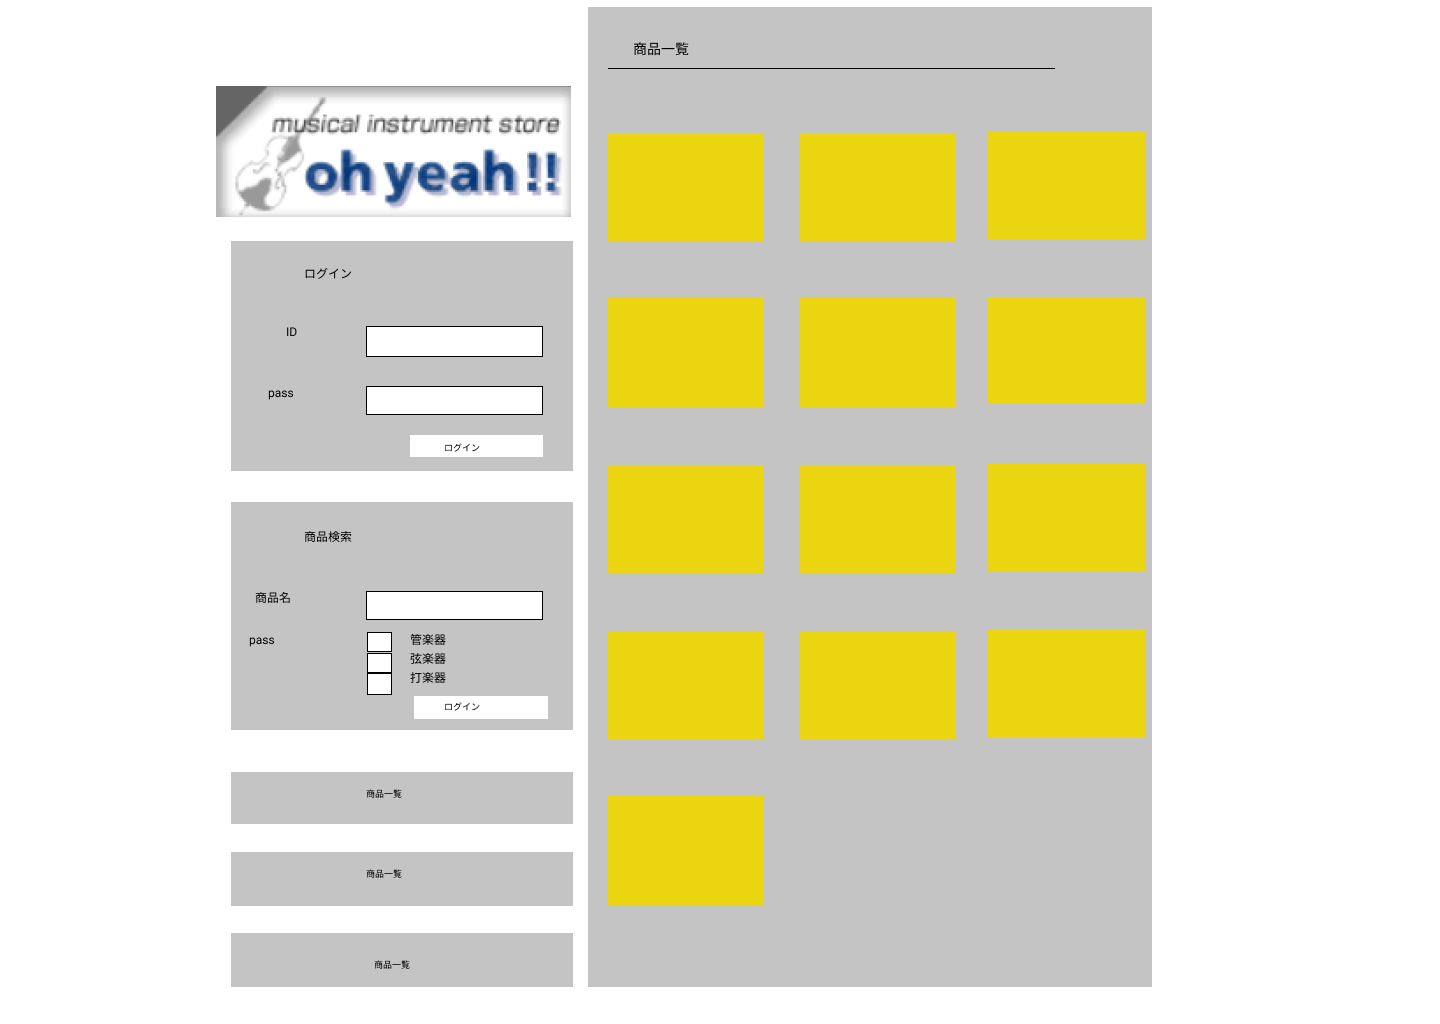 musical instrument store
oh yeah !!
ログイン
ID
pass
ログイン
商品検索
商品名
pass
管楽器
弦楽器
打楽器
ログイン
商品一覧
商品一覧
商品一覧
商品一覧